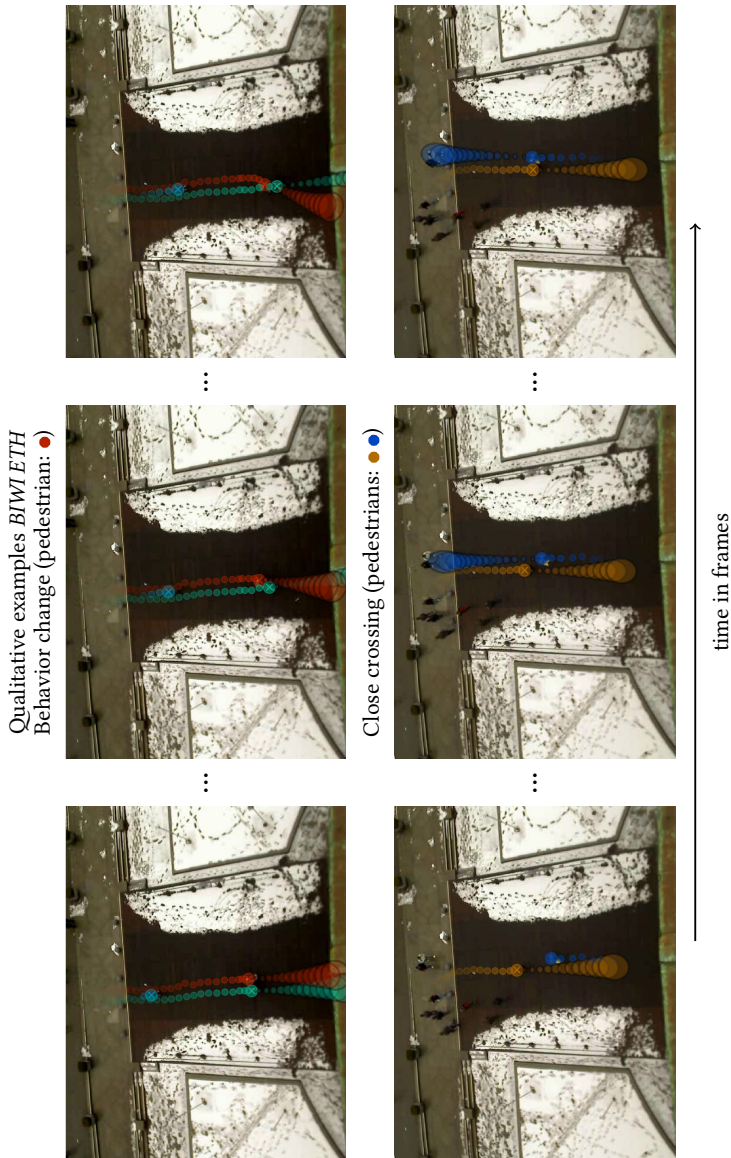 Qualitative examples BIWI ETH
Behavior change (pedestrian: ●)
... ...
Close crossing (pedestrians: ● ●)
... ...
time in frames